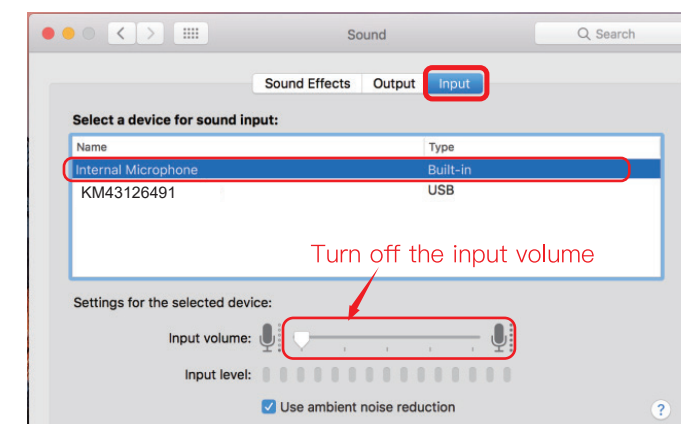 Sound
Search
Sound Effects Output Input
Select a device for sound input:
Name Type
Internal Microphone Built-in
KM43126491 USB
Turn off the input volume
Settings for the selected device:
Input volume:
Input level:
Use ambient noise reduction
?